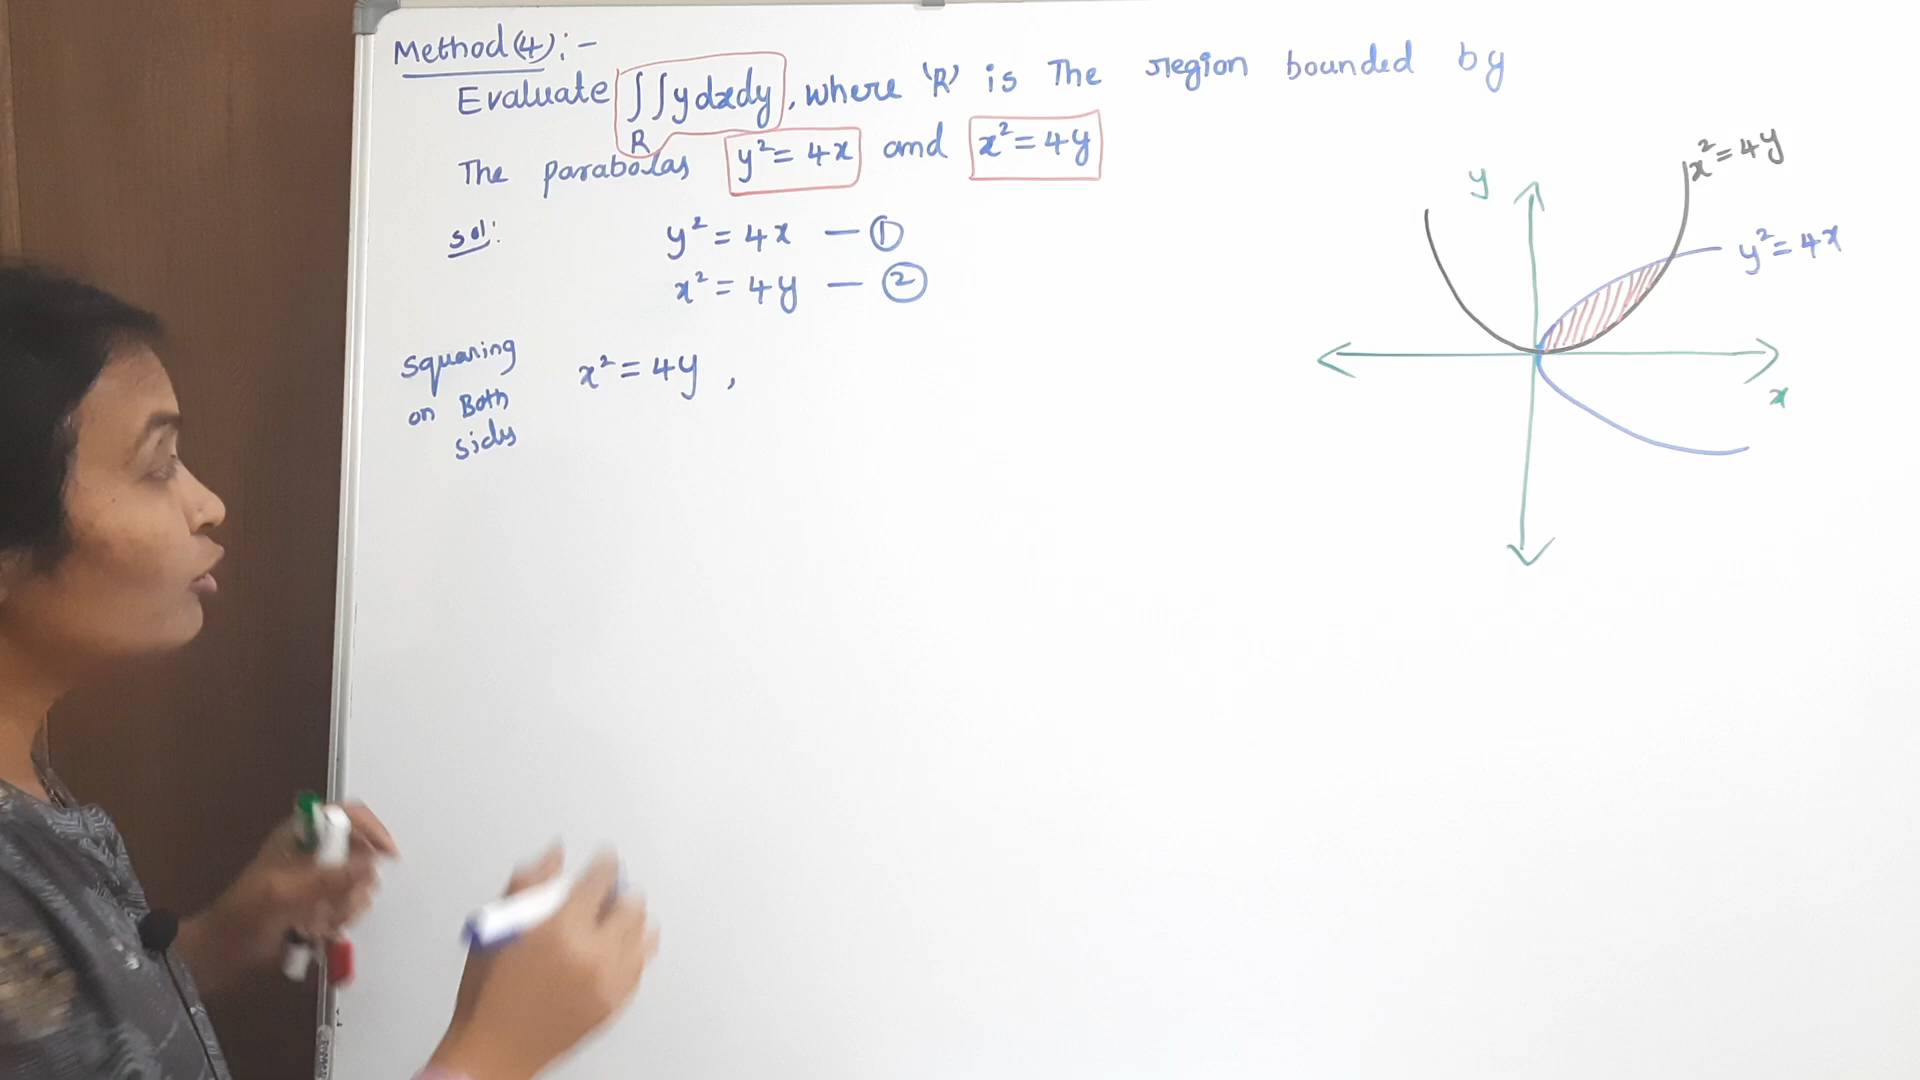 Method(4):-
Evaluate ∫∫ y dxdy, where 'R' is The region bounded by
R
The parabolas y² = 4x and x² = 4y
Sol:
y² = 4x — ①
x² = 4y — ②
Squaring
on Both
sides
x² = 4y ,
x² = 4y
y
y² = 4x
x